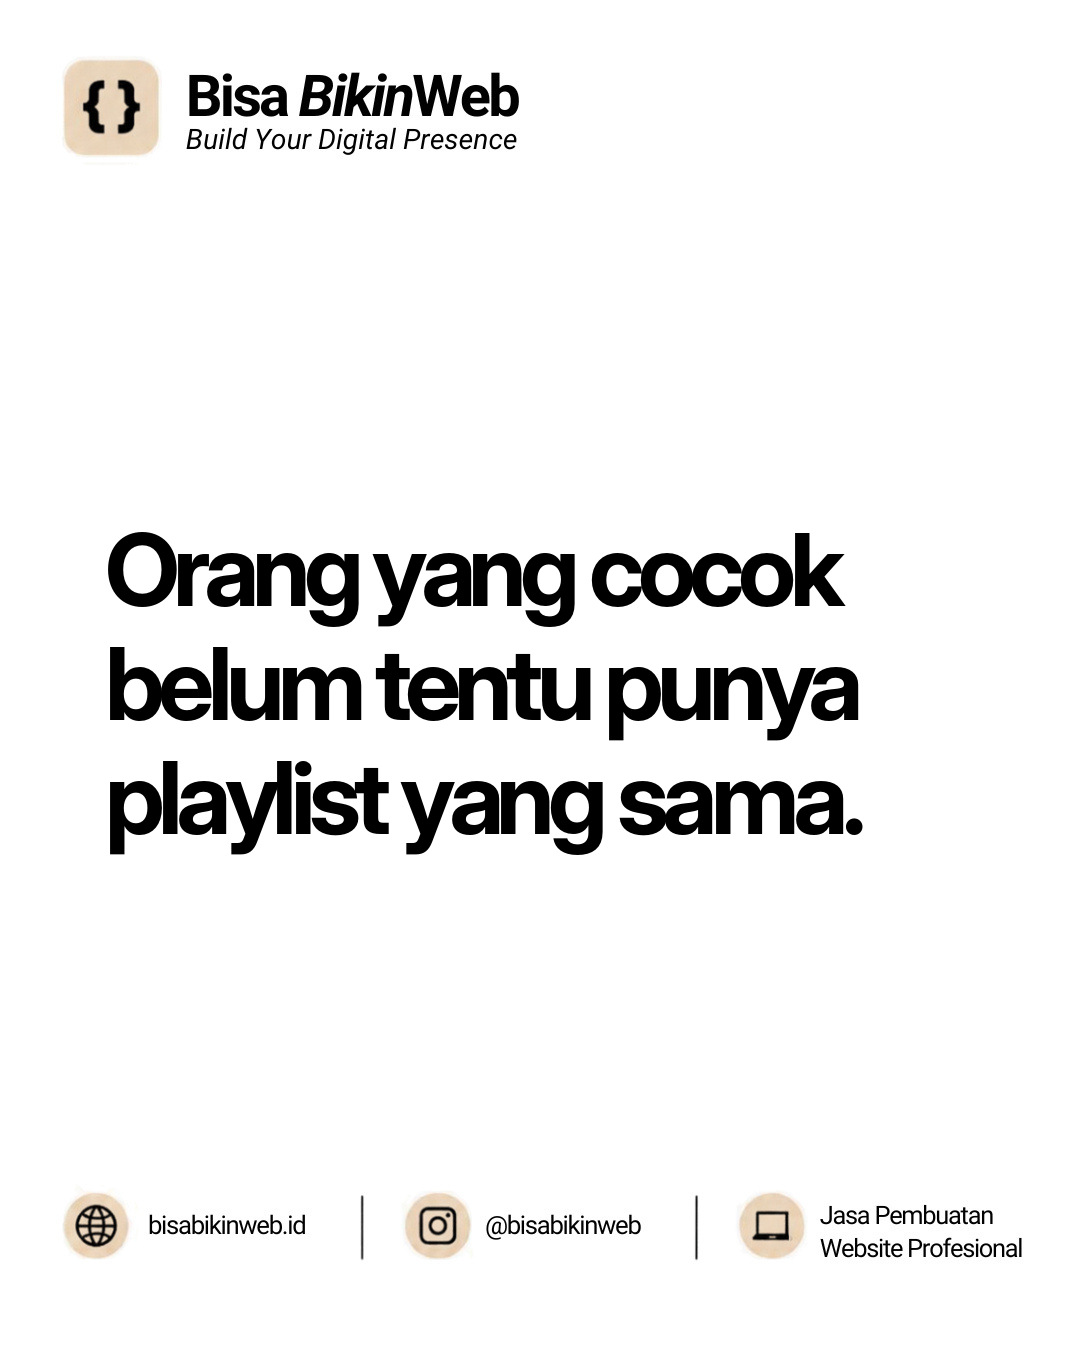 { }
Bisa BikinWeb
Build Your Digital Presence
Orang yang cocok
belum tentu punya
playlist yang sama.
bisabikinweb.id
@bisabikinweb
Jasa Pembuatan
Website Profesional